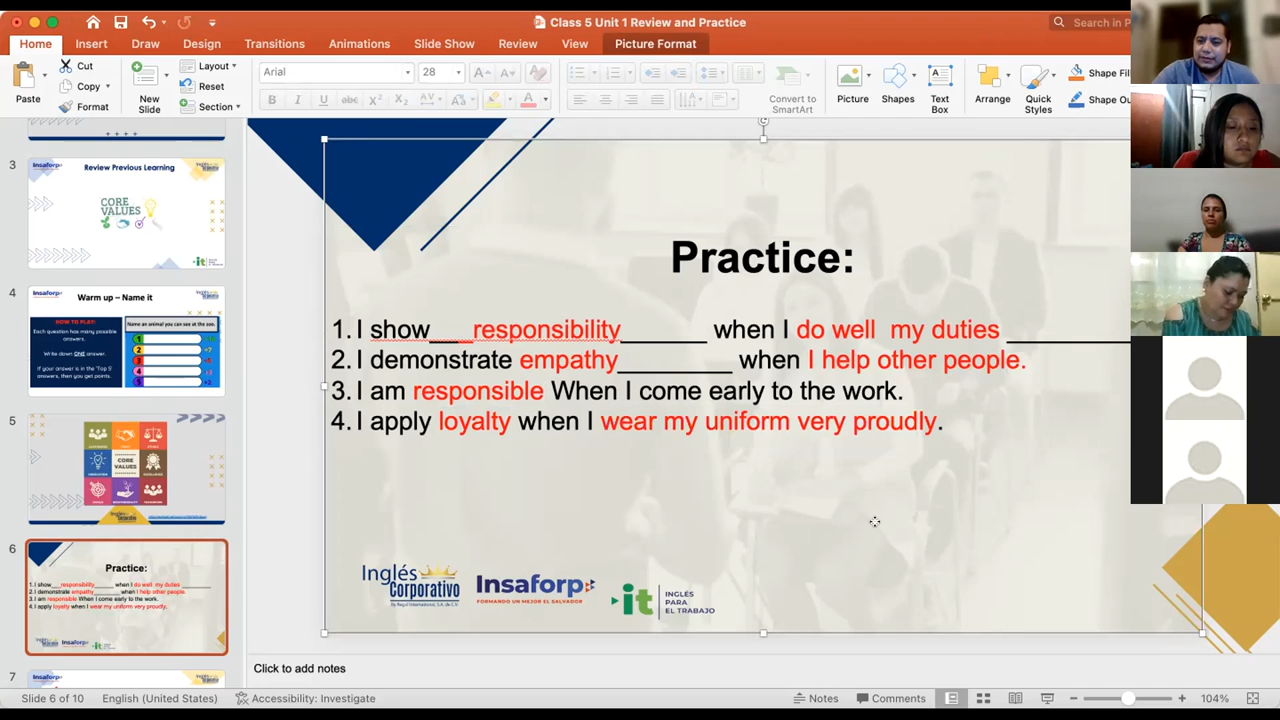 Class 5 Unit 1 Review and Practice
Search in P
Home Insert Draw Design Transitions Animations Slide Show Review View Picture Format
Paste
Cut
Copy
Format
New Slide
Layout
Reset
Section
Arial 28
Convert to SmartArt
Picture
Shapes
Text Box
Arrange
Quick Styles
Shape Fil
Shape Ou
3
Insaforp
Review Previous Learning
CORE
VALUES
4
Insaforp
Warm up – Name it
HOW TO PLAY:
Each question has many possible answers.
Write down ONE answer.
If your answer is in the "Top 5" answers, then you get points.
Name an animal you can see at the zoo.
5
CORE VALUES
6
Practice:
1. I show___responsibility______ when I do well my duties ________
2. I demonstrate empathy________ when I help other people.
3. I am responsible When I come early to the work.
4. I apply loyalty when I wear my uniform very proudly.
7
Practice:
1. I show___responsibility______ when I do well my duties _________
2. I demonstrate empathy________ when I help other people.
3. I am responsible When I come early to the work.
4. I apply loyalty when I wear my uniform very proudly.
Inglés Corporativo
By Regal International, S.A. de C.V.
Insaforp
FORMANDO UN MEJOR EL SALVADOR
it
INGLÉS
PARA
EL TRABAJO
Click to add notes
Slide 6 of 10 English (United States) Accessibility: Investigate Notes Comments 104%